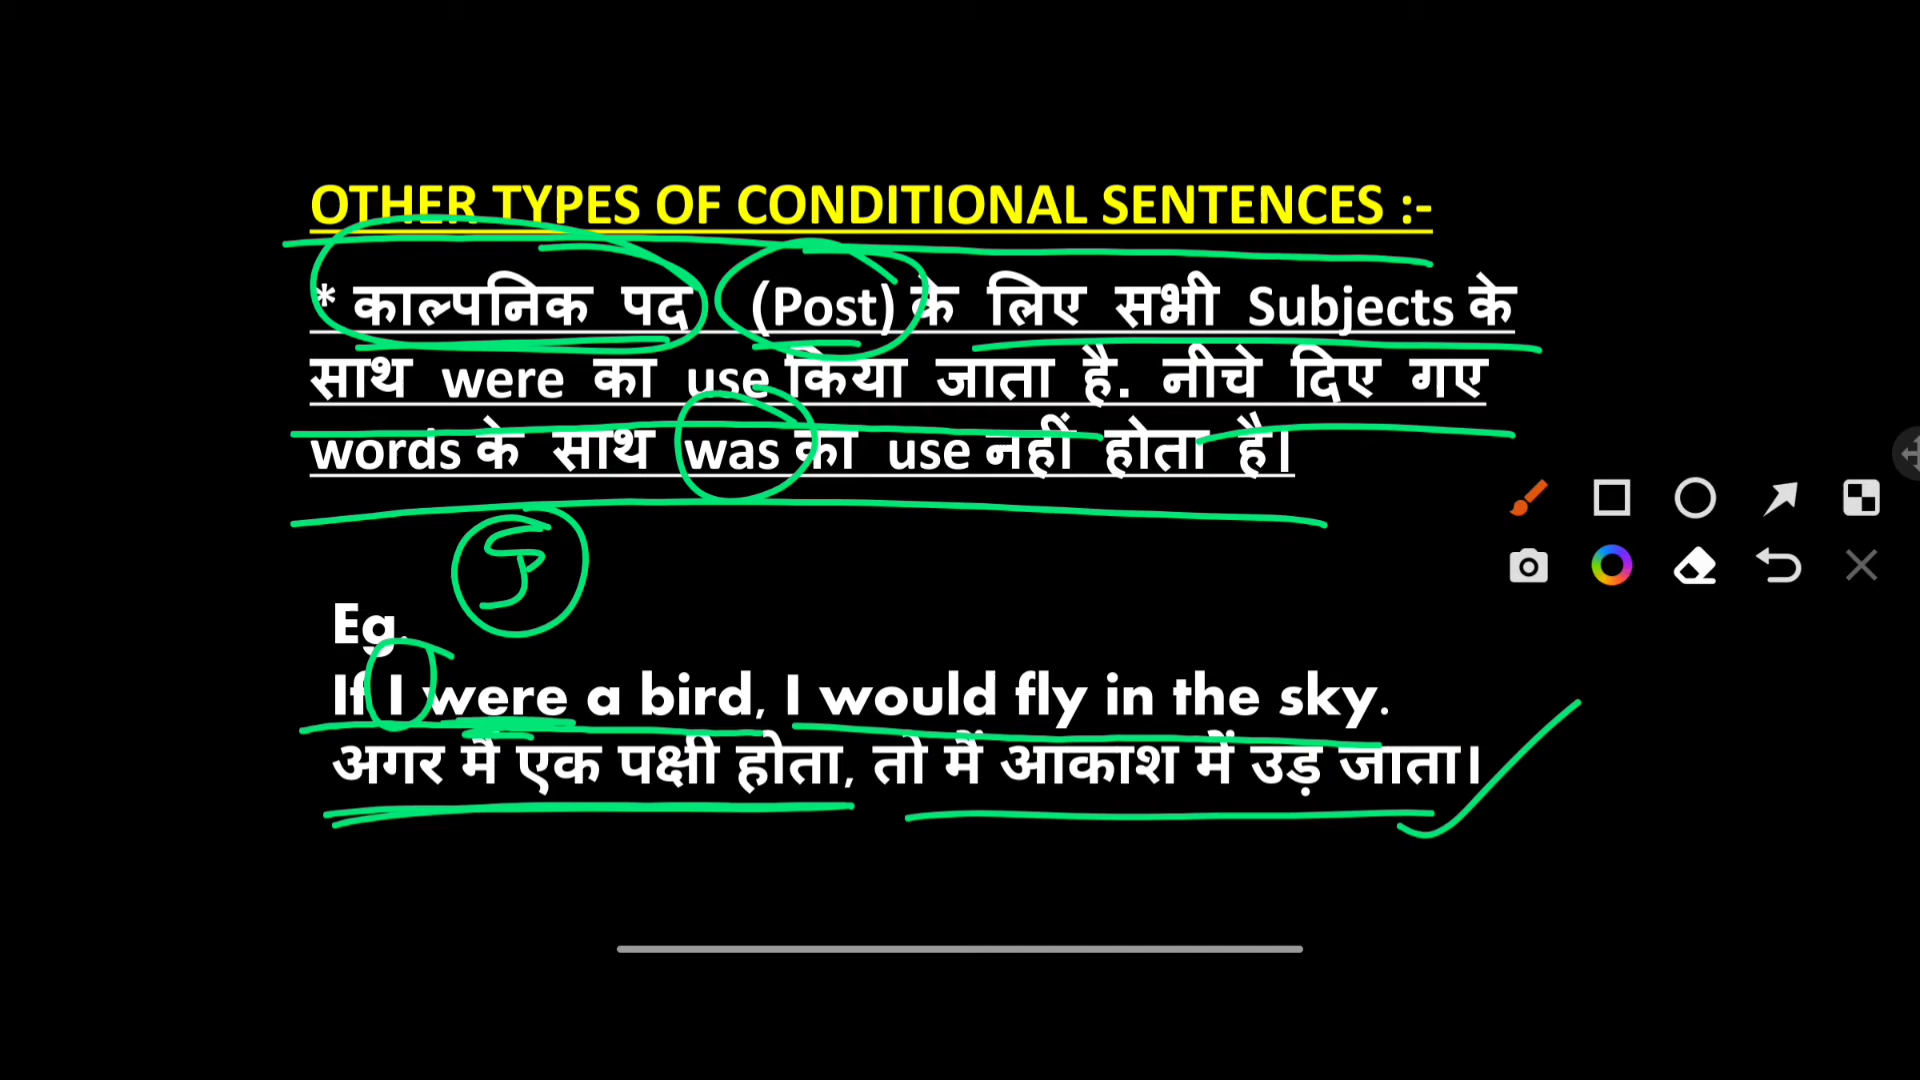 OTHER TYPES OF CONDITIONAL SENTENCES :-
* काल्पनिक पद (Post) के लिए सभी Subjects के
साथ were का use किया जाता है. नीचे दिए गए
words के साथ was का use नहीं होता है।
Eg.
If I were a bird, I would fly in the sky.
अगर मैं एक पक्षी होता, तो मैं आकाश में उड़ जाता।